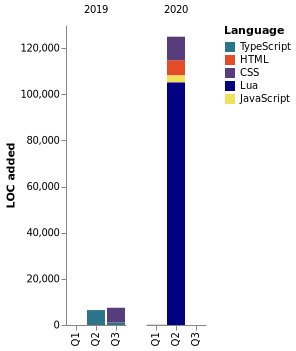 2019
2020
Language
TypeScript
HTML
CSS
Lua
JavaScript
LOC added
120,000
100,000
80,000
60,000
40,000
20,000
0
Q1
Q2
Q3
Q1
Q2
Q3